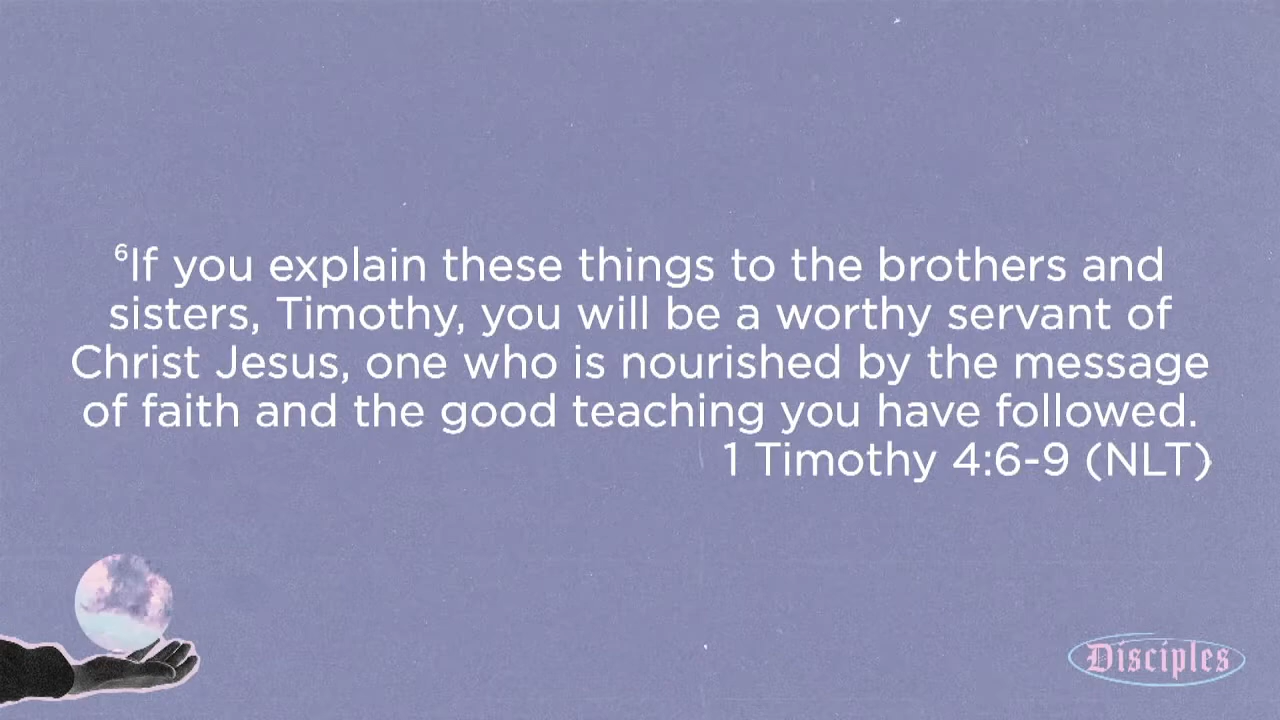 ⁶If you explain these things to the brothers and
sisters, Timothy, you will be a worthy servant of
Christ Jesus, one who is nourished by the message
of faith and the good teaching you have followed.
1 Timothy 4:6-9 (NLT)
Disciples